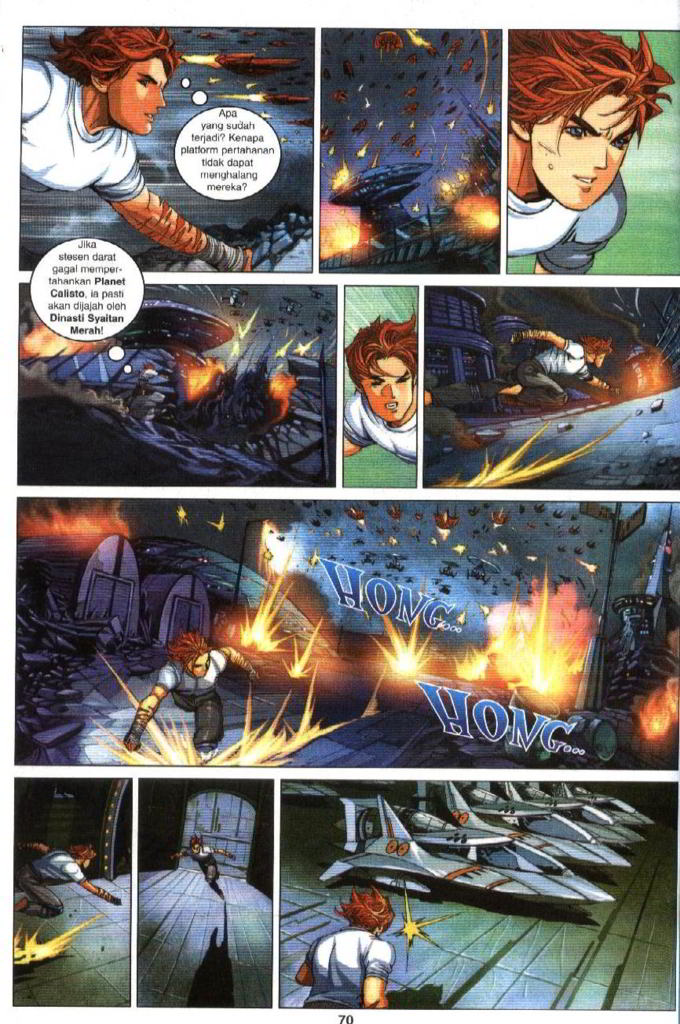 Apa
yang sudah
terjadi? Kenapa
platform pertahanan
tidak dapat
menghalang
mereka?
Jika
stesen darat
gagal memper-
tahankan Planet
Calisto, ia pasti
akan dijajah oleh
Dinasti Syaitan
Merah!
HONG...
HONG...
70